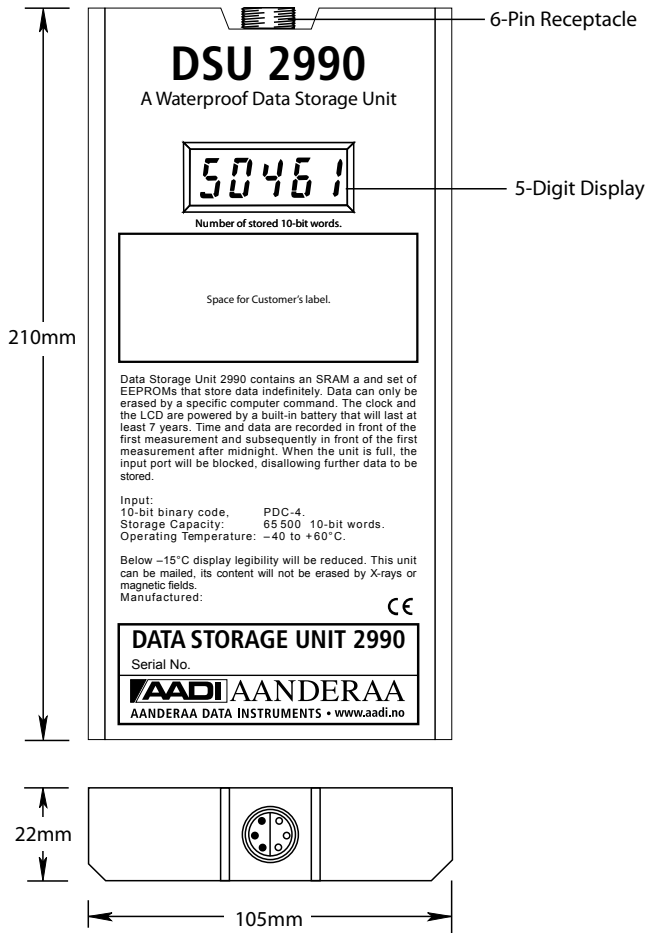 6-Pin Receptacle
DSU 2990
A Waterproof Data Storage Unit
50461
5-Digit Display
Number of stored 10-bit words.
Space for Customer's label.
210mm
Data Storage Unit 2990 contains an SRAM a and set of
EEPROMs that store data indefinitely. Data can only be
erased by a specific computer command. The clock and
the LCD are powered by a built-in battery that will last at
least 7 years. Time and data are recorded in front of the
first measurement and subsequently in front of the first
measurement after midnight. When the unit is full, the
input port will be blocked, disallowing further data to be
stored.
Input:
10-bit binary code, PDC-4.
Storage Capacity: 65 500 10-bit words.
Operating Temperature: –40 to +60°C.
Below –15°C display legibility will be reduced. This unit
can be mailed, its content will not be erased by X-rays or
magnetic fields.
Manufactured:
CE
DATA STORAGE UNIT 2990
Serial No.
AADI AANDERAA
AANDERAA DATA INSTRUMENTS • www.aadi.no
22mm
105mm